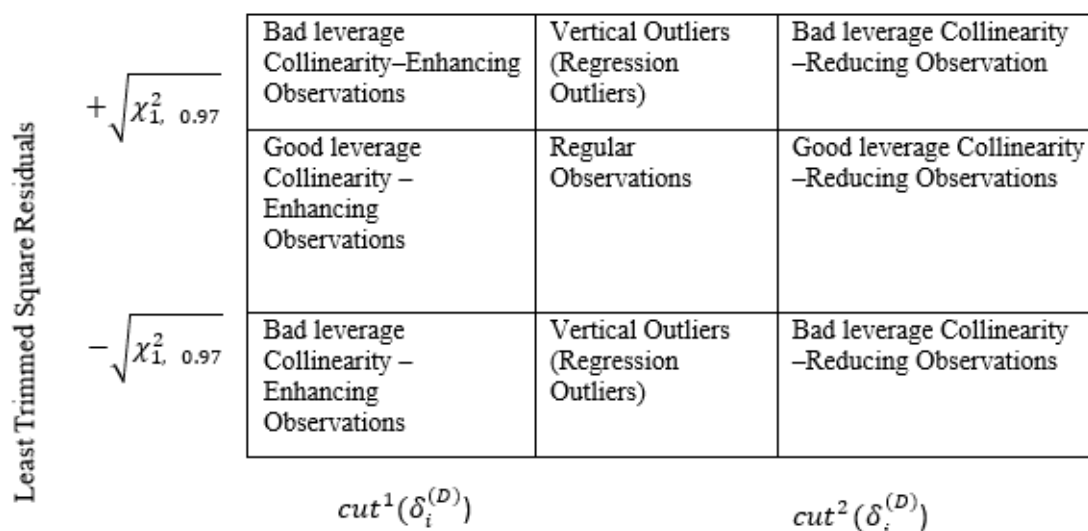 Least Trimmed Square Residuals
+√χ²₁, ₀.₉₇
Bad leverage
Collinearity–Enhancing
Observations
Vertical Outliers
(Regression
Outliers)
Bad leverage Collinearity
–Reducing Observation
Good leverage
Collinearity –
Enhancing
Observations
Regular
Observations
Good leverage Collinearity
–Reducing Observations
−√χ²₁, ₀.₉₇
Bad leverage
Collinearity –
Enhancing
Observations
Vertical Outliers
(Regression
Outliers)
Bad leverage Collinearity
–Reducing Observations
cut¹(δᵢ⁽ᴰ⁾)
cut²(δᵢ⁽ᴰ⁾)